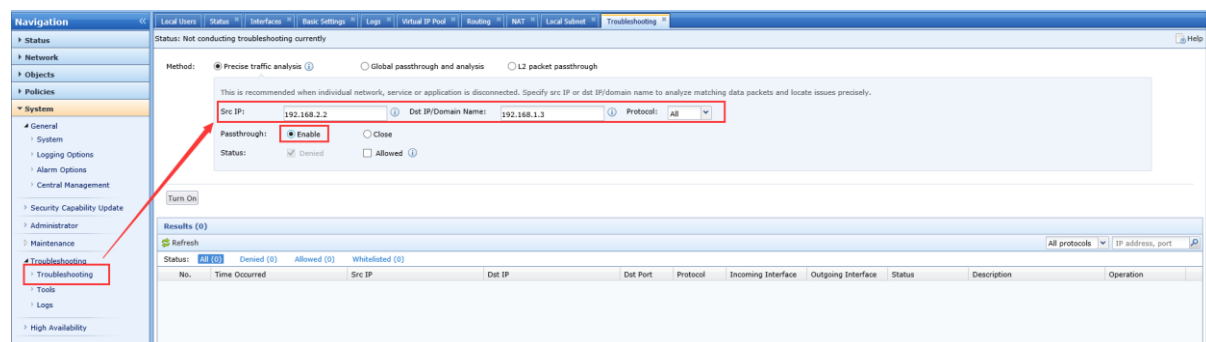 Navigation
Local Users Status Interfaces Basic Settings Logs Virtual IP Pool Routing NAT Local Subnet Troubleshooting
Status
Network
Objects
Policies
System
General
System
Logging Options
Alarm Options
Central Management
Security Capability Update
Administrator
Maintenance
Troubleshooting
Troubleshooting
Tools
Logs
High Availability
Status: Not conducting troubleshooting currently Help
Method: Precise traffic analysis Global passthrough and analysis L2 packet passthrough
This is recommended when individual network, service or application is disconnected. Specify src IP or dst IP/domain name to analyze matching data packets and locate issues precisely.
Src IP: 192.168.2.2 Dst IP/Domain Name: 192.168.1.3 Protocol: All
Passthrough: Enable Close
Status: Denied Allowed
Turn On
Results (0)
Refresh All protocols IP address, port
Status: All (0) Denied (0) Allowed (0) Whitelisted (0)
No. Time Occurred Src IP Dst IP Dst Port Protocol Incoming Interface Outgoing Interface Status Description Operation